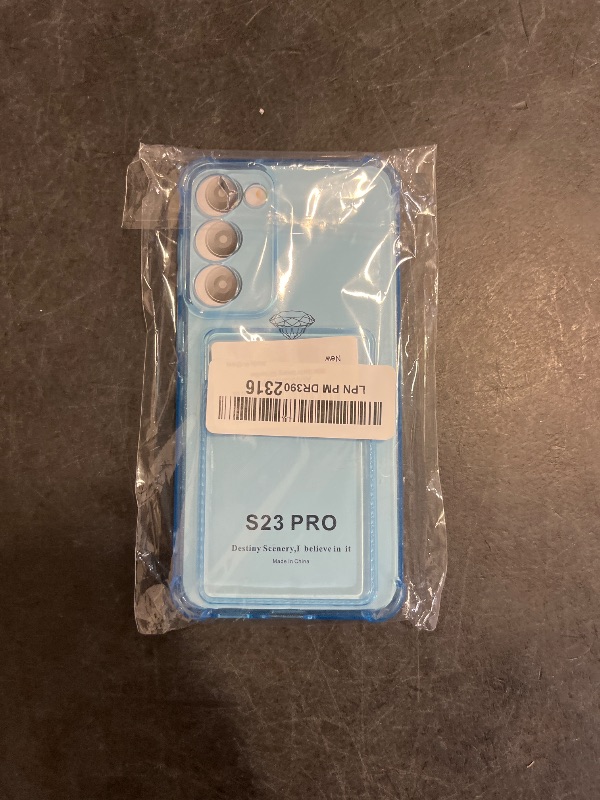 New
LPN PM DR3902316
S23 PRO
Destiny Scenery,I believe in it
Made in China